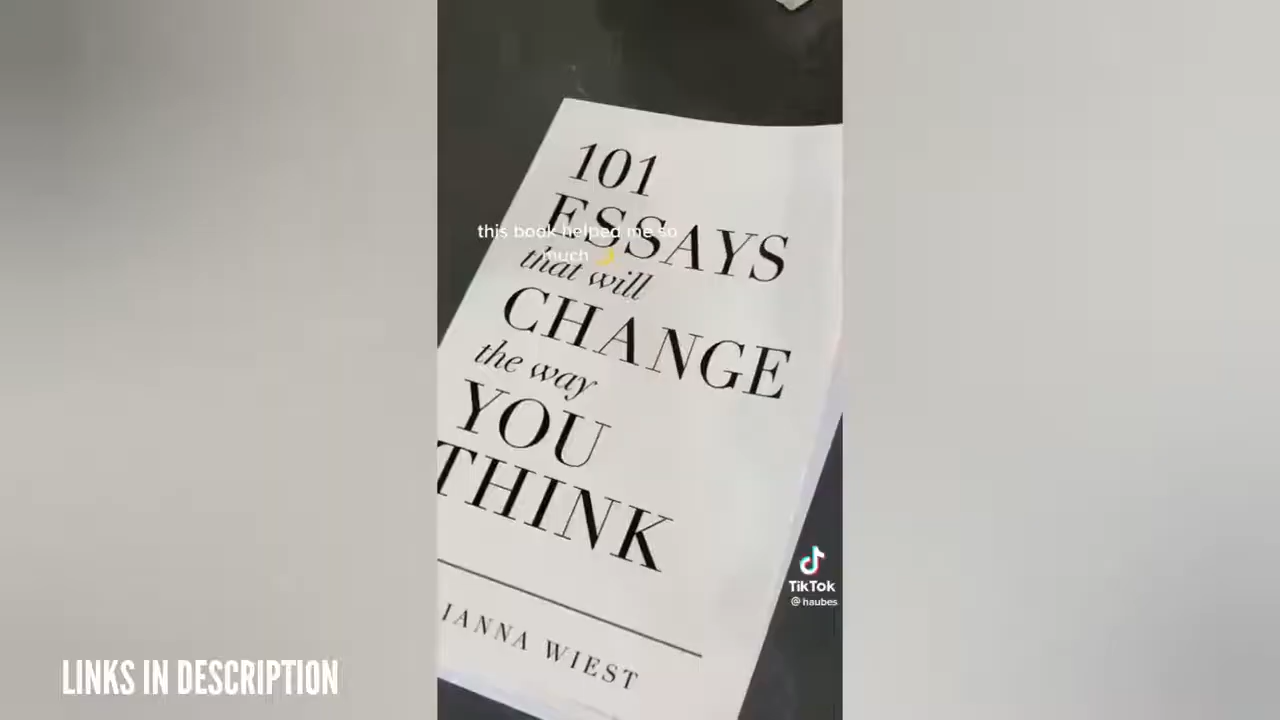 101
ESSAYS
this book helped me so
much 🌙
that will
CHANGE
the way
YOU
THINK
IANNA WIEST
TikTok
@haubes
LINKS IN DESCRIPTION